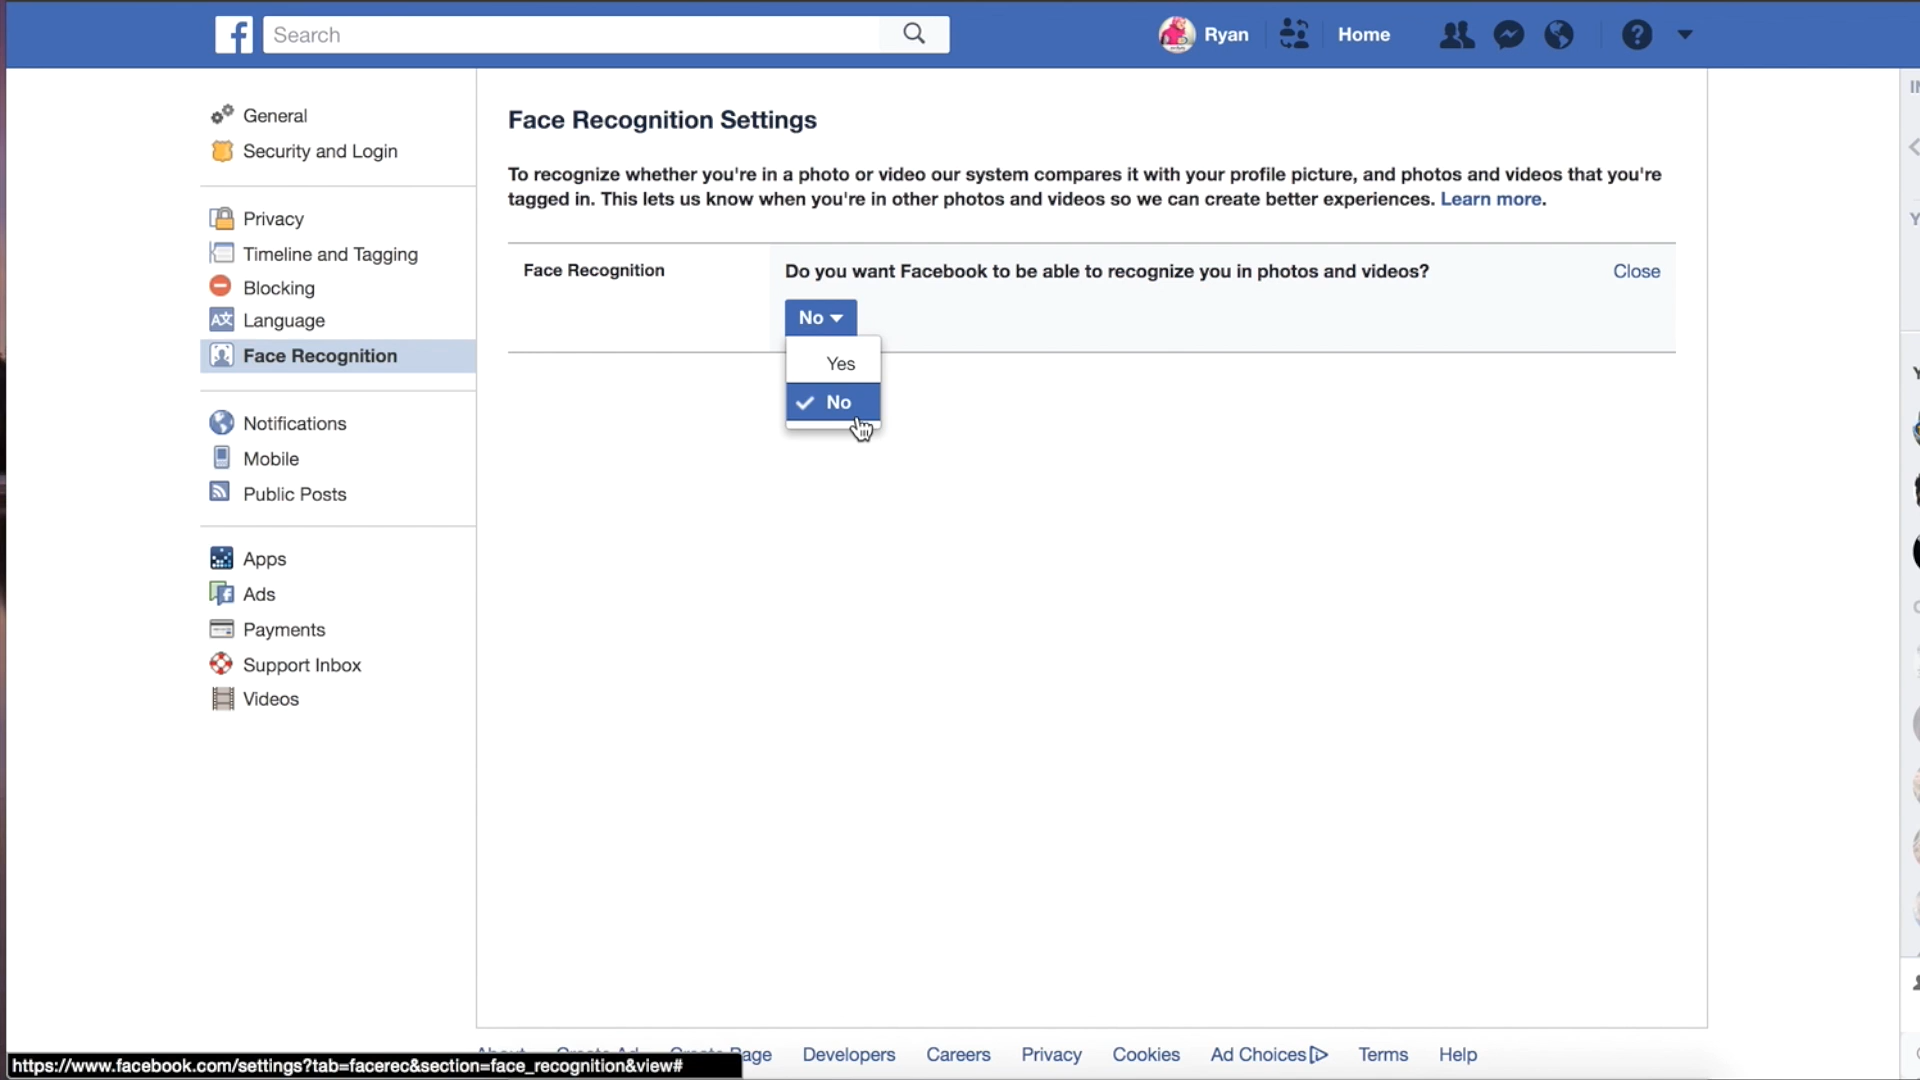 Search
Ryan
Home
General
Security and Login
Privacy
Timeline and Tagging
Blocking
Language
Face Recognition
Notifications
Mobile
Public Posts
Apps
Ads
Payments
Support Inbox
Videos
Face Recognition Settings
To recognize whether you're in a photo or video our system compares it with your profile picture, and photos and videos that you're
tagged in. This lets us know when you're in other photos and videos so we can create better experiences. Learn more.
Face Recognition
Do you want Facebook to be able to recognize you in photos and videos?
Close
No
Yes
No
About Create Ad Create Page Developers Careers Privacy Cookies Ad Choices Terms Help
https://www.facebook.com/settings?tab=facerec&section=face_recognition&view#